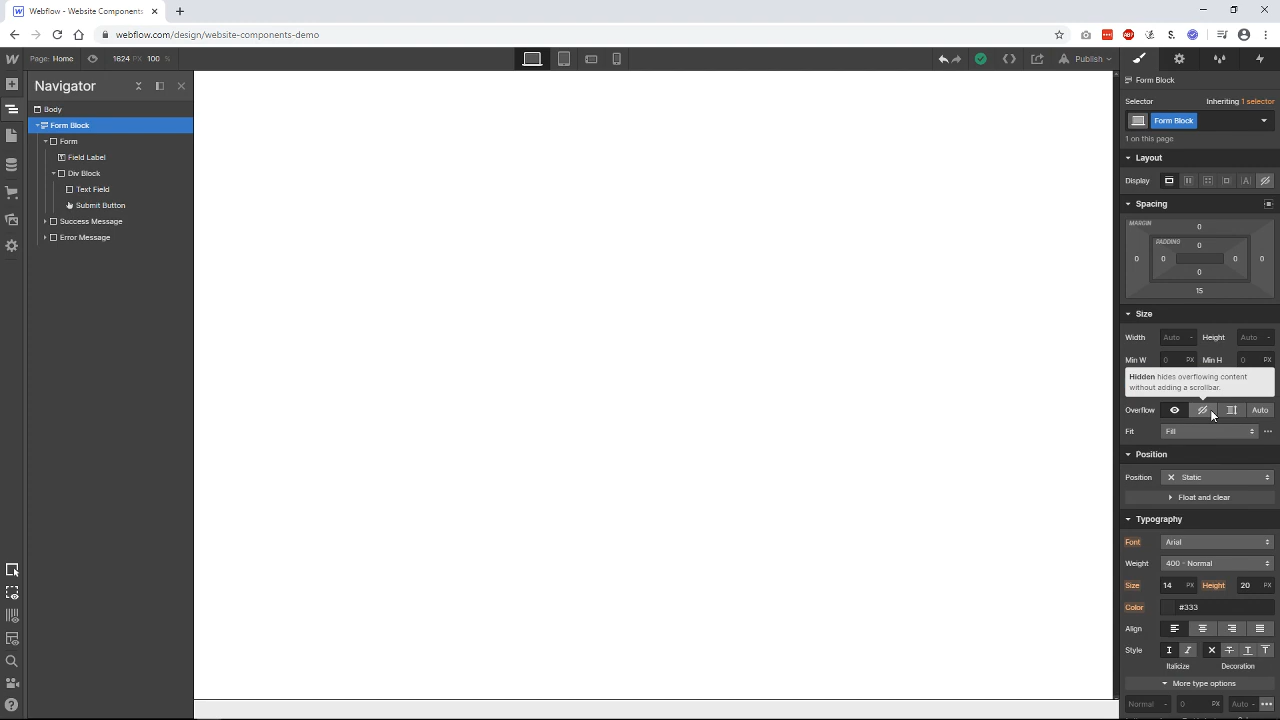 Webflow - Website Components
webflow.com/design/website-components-demo
Page: Home
1624 PX 100 %
Publish
Navigator
Body
Form Block
Form
Field Label
Div Block
Text Field
Submit Button
Success Message
Error Message
Form Block
Selector
Inheriting 1 selector
Form Block
1 on this page
Layout
Display
Spacing
MARGIN
0
PADDING
0
0
0
0
0
0
15
Size
Width Auto - Height Auto -
Min W 0 PX Min H 0 PX
Hidden hides overflowing content
without adding a scrollbar.
Overflow Auto
Fit Fill
Position
Position Static
Float and clear
Typography
Font Arial
Weight 400 - Normal
Size 14 PX Height 20 PX
Color #333
Align
Style
Italicize Decoration
More type options
Normal - 0 PX Auto -